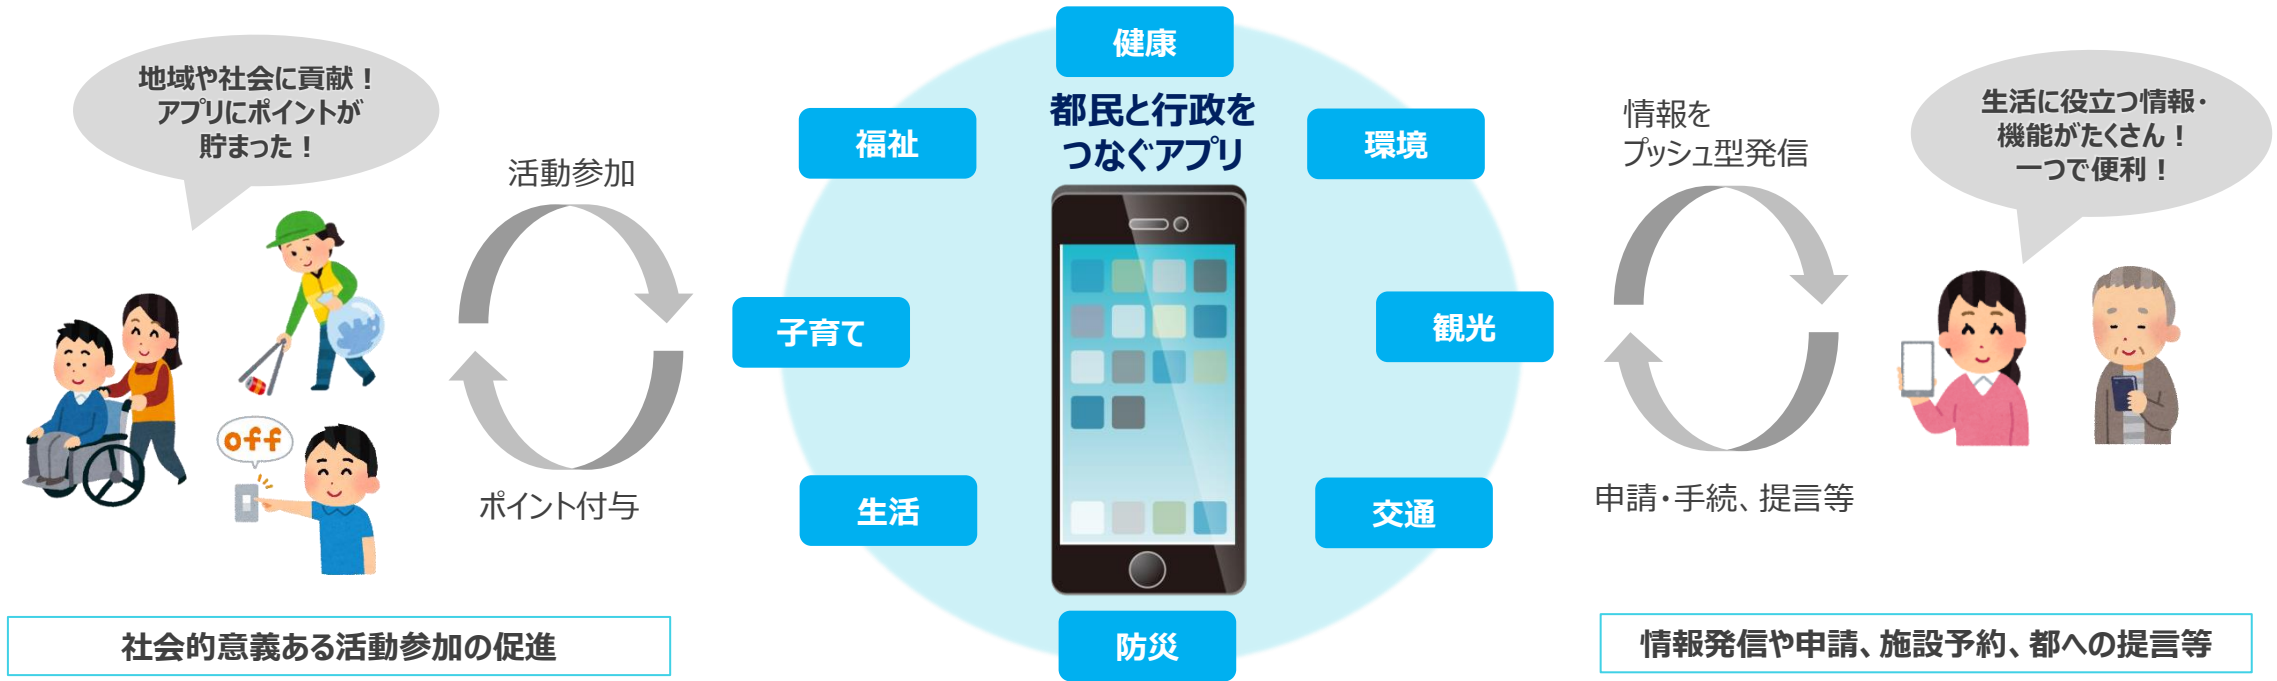 地域や社会に貢献！
アプリにポイントが
貯まった！
活動参加
ポイント付与
off
社会的意義ある活動参加の促進
健康
都民と行政を
つなぐアプリ
福祉
環境
子育て
観光
生活
交通
防災
情報を
プッシュ型発信
申請・手続、提言等
生活に役立つ情報・
機能がたくさん！
一つで便利！
情報発信や申請、施設予約、都への提言等